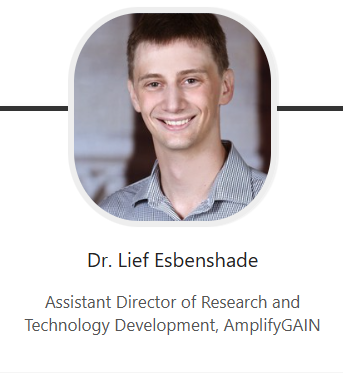 Dr. Lief Esbenshade
Assistant Director of Research and
Technology Development, AmplifyGAIN